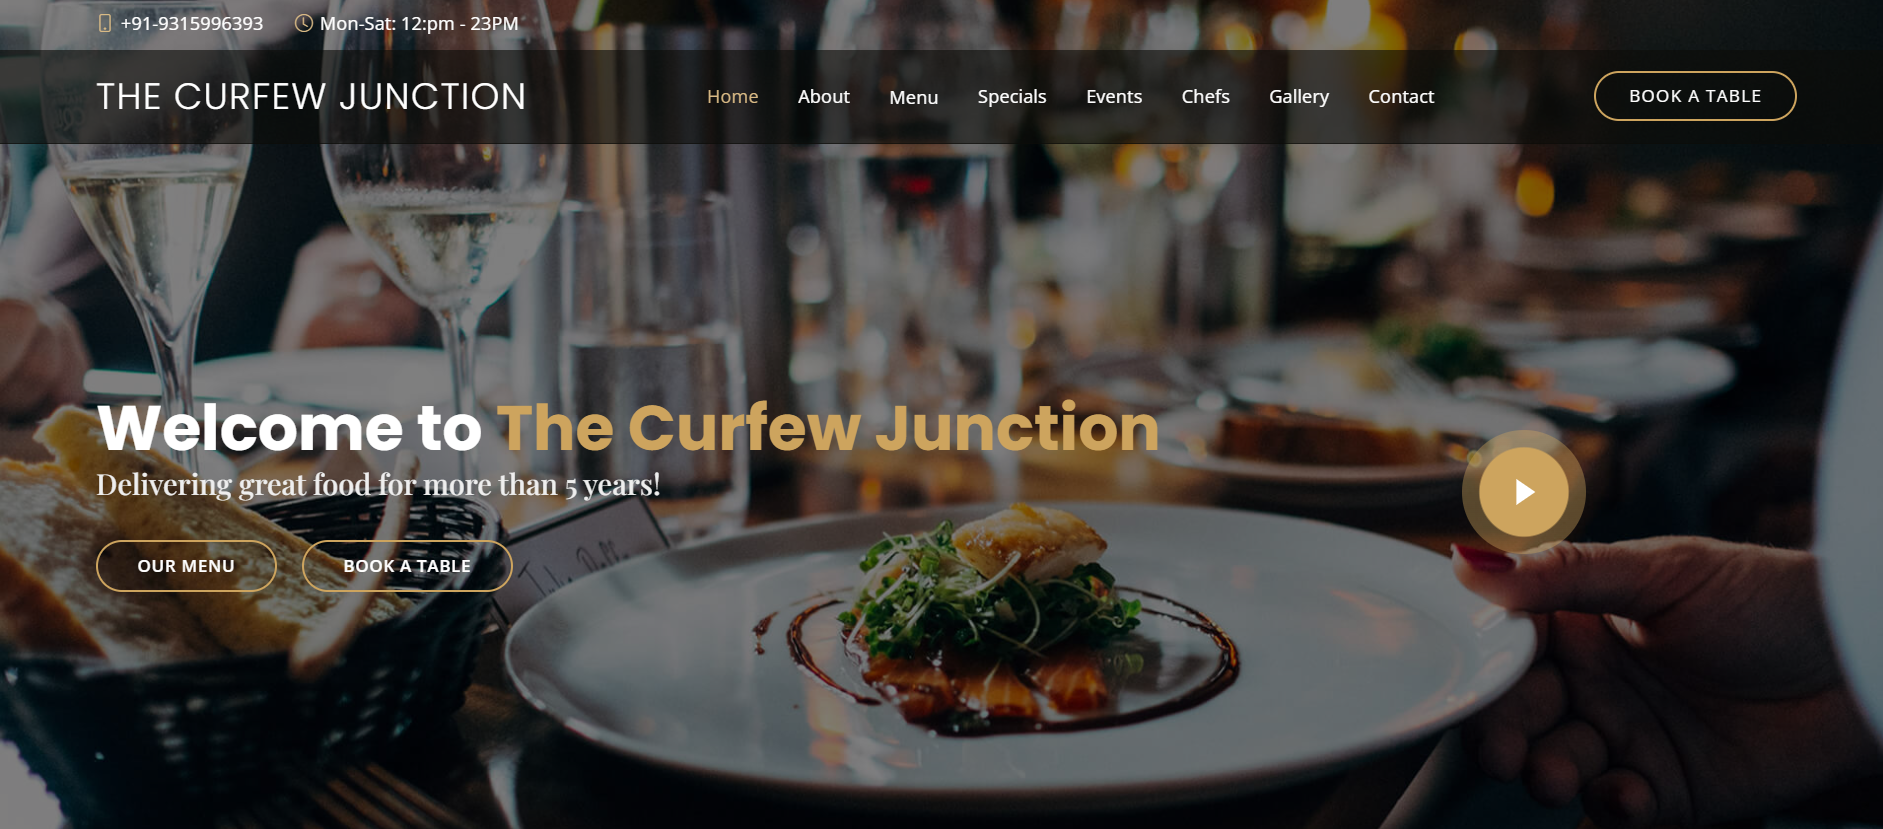 +91-9315996393
Mon-Sat: 12:pm - 23PM
THE CURFEW JUNCTION
Home
About
Menu
Specials
Events
Chefs
Gallery
Contact
BOOK A TABLE
Welcome to The Curfew Junction
Delivering great food for more than 5 years!
OUR MENU
BOOK A TABLE